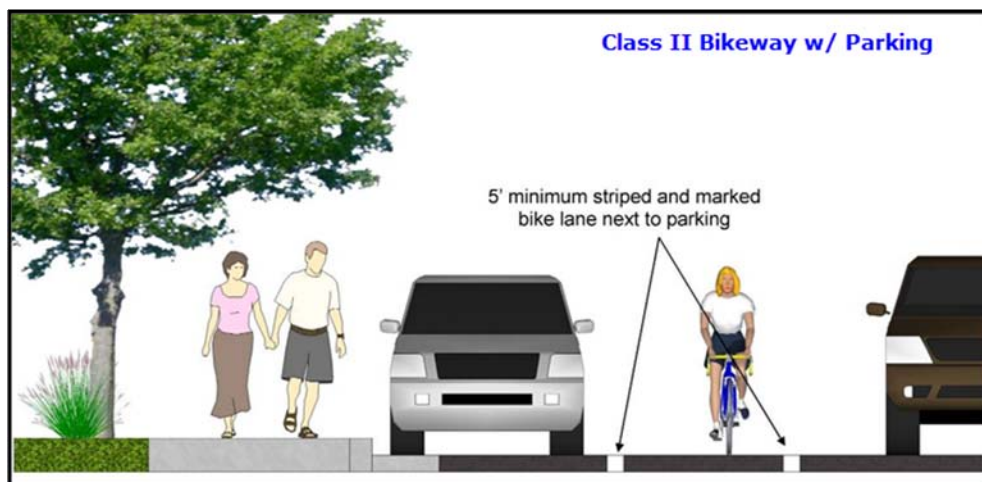 Class II Bikeway w/ Parking
5' minimum striped and marked
bike lane next to parking